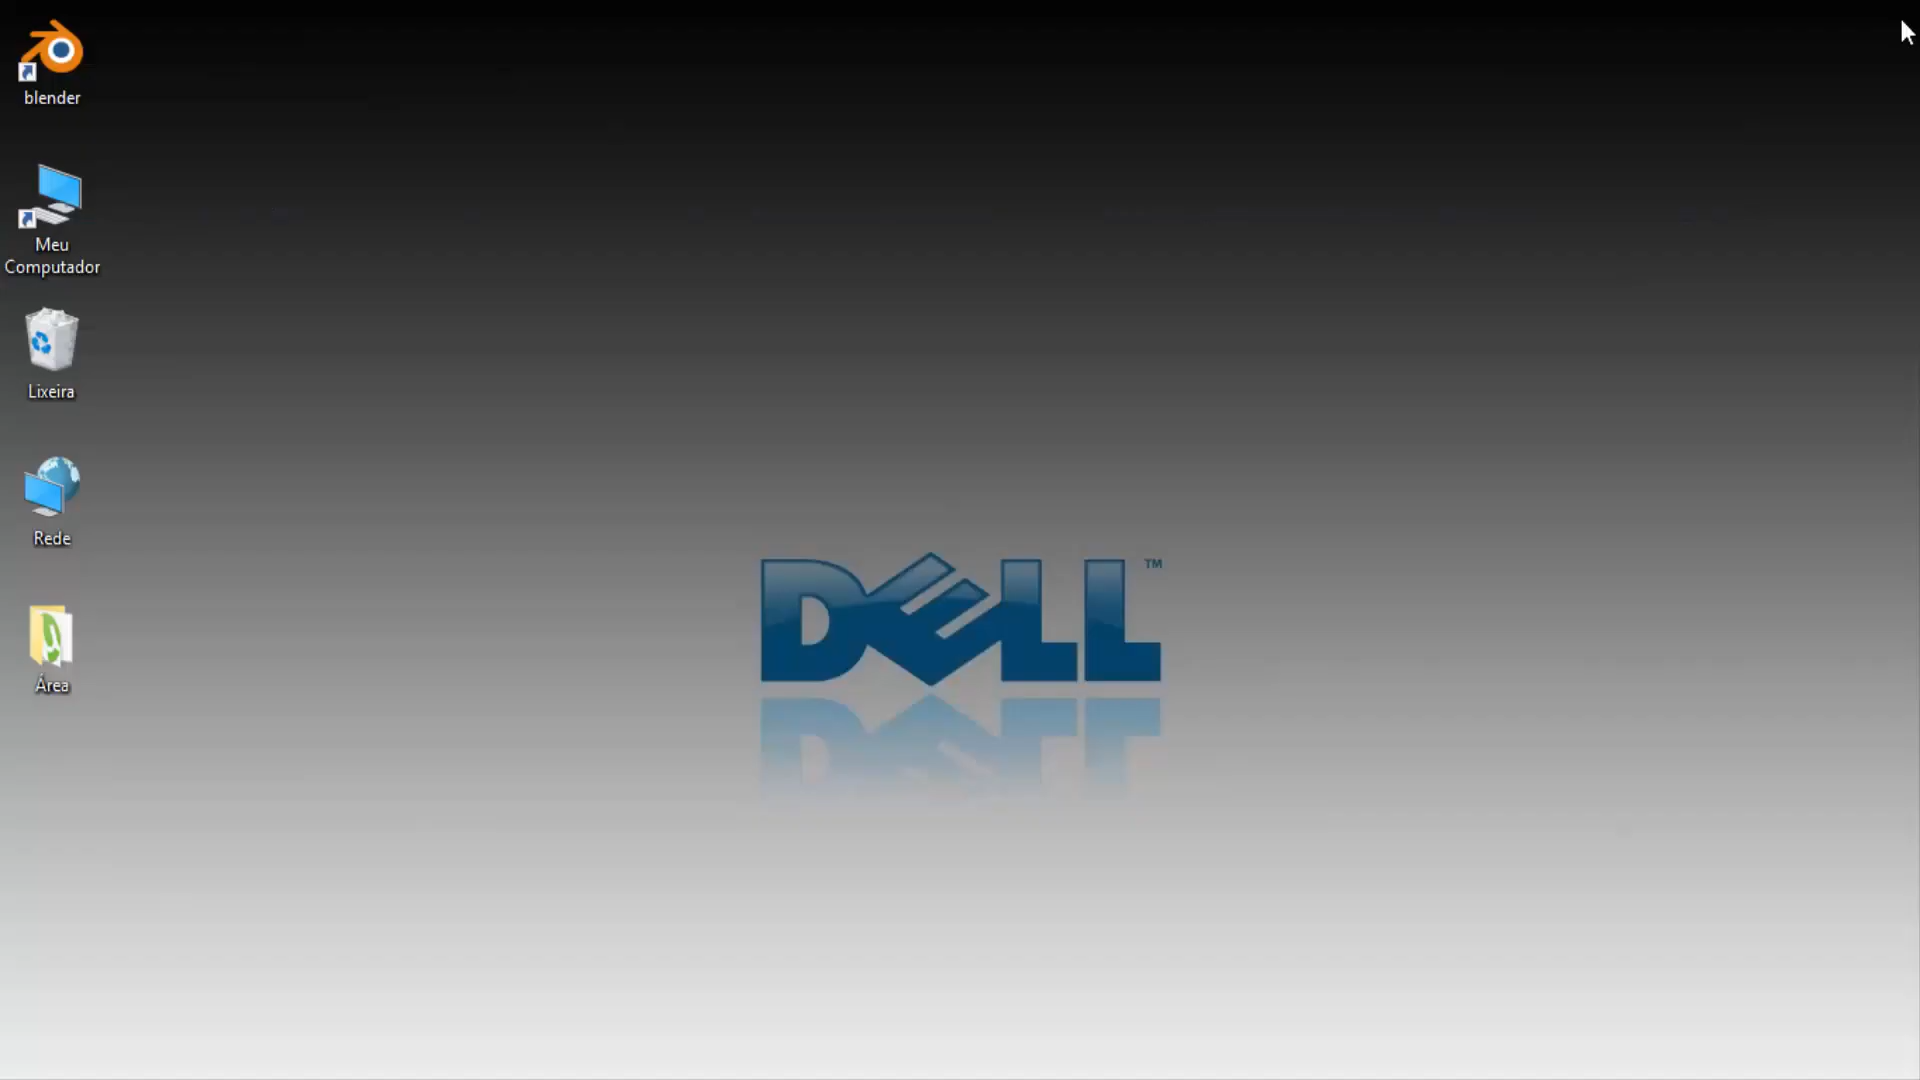 blender
Meu
Computador
Lixeira
Rede
Área
DELL™